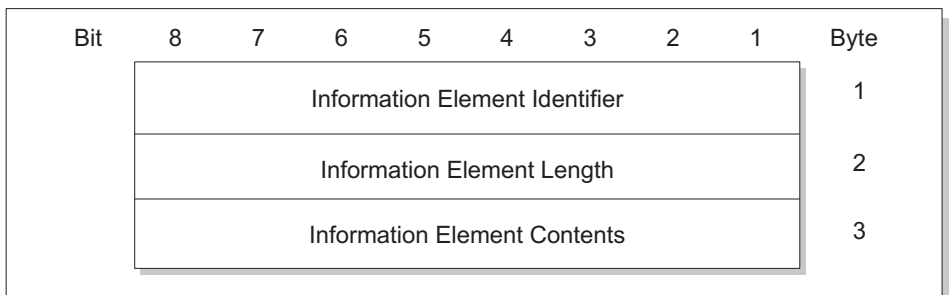 Bit 8 7 6 5 4 3 2 1 Byte
Information Element Identifier 1
Information Element Length 2
Information Element Contents 3